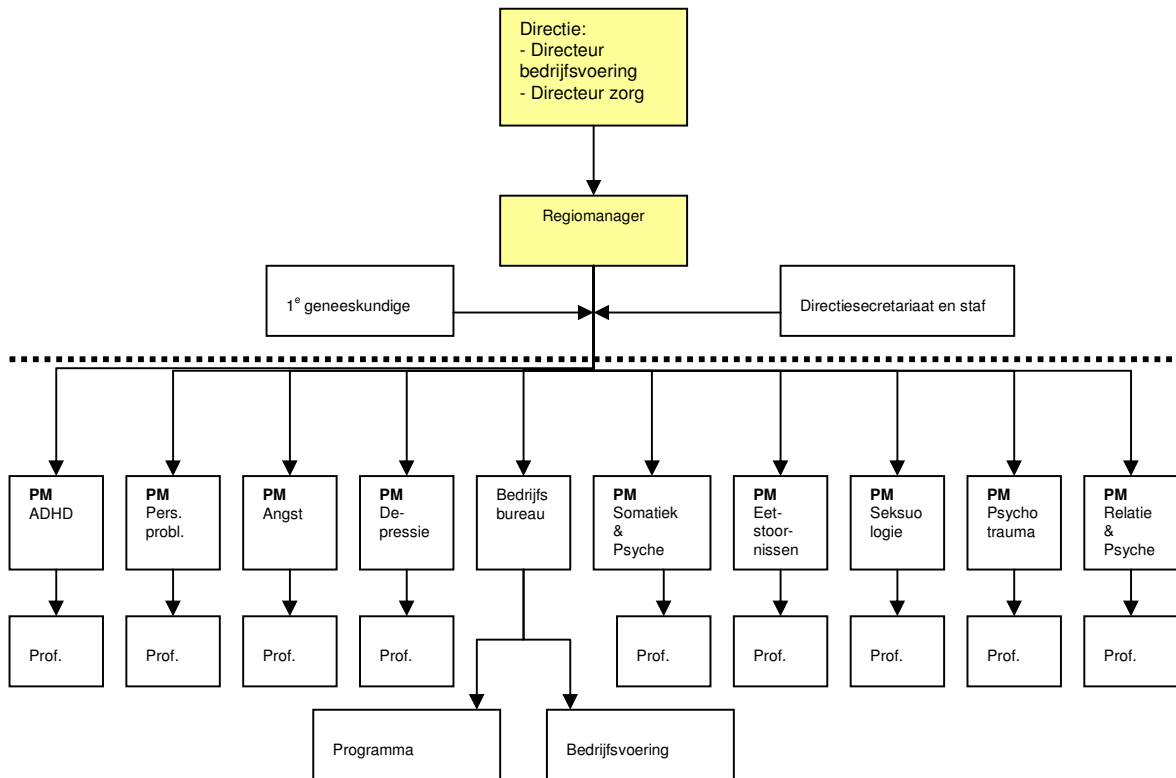 Directie:
- Directeur
bedrijfsvoering
- Directeur zorg
Regiomanager
1e geneeskundige
Directiesecretariaat en staf
PM
ADHD
PM
Pers.
probl.
PM
Angst
PM
De-
pressie
Bedrijfs
bureau
PM
Somatiek
&
Psyche
PM
Eet-
stoor-
nissen
PM
Seksuo
logie
PM
Psycho
trauma
PM
Relatie
& Psyche
Prof.
Prof.
Prof.
Prof.
Prof.
Prof.
Prof.
Prof.
Prof.
Programma
Bedrijfsvoering